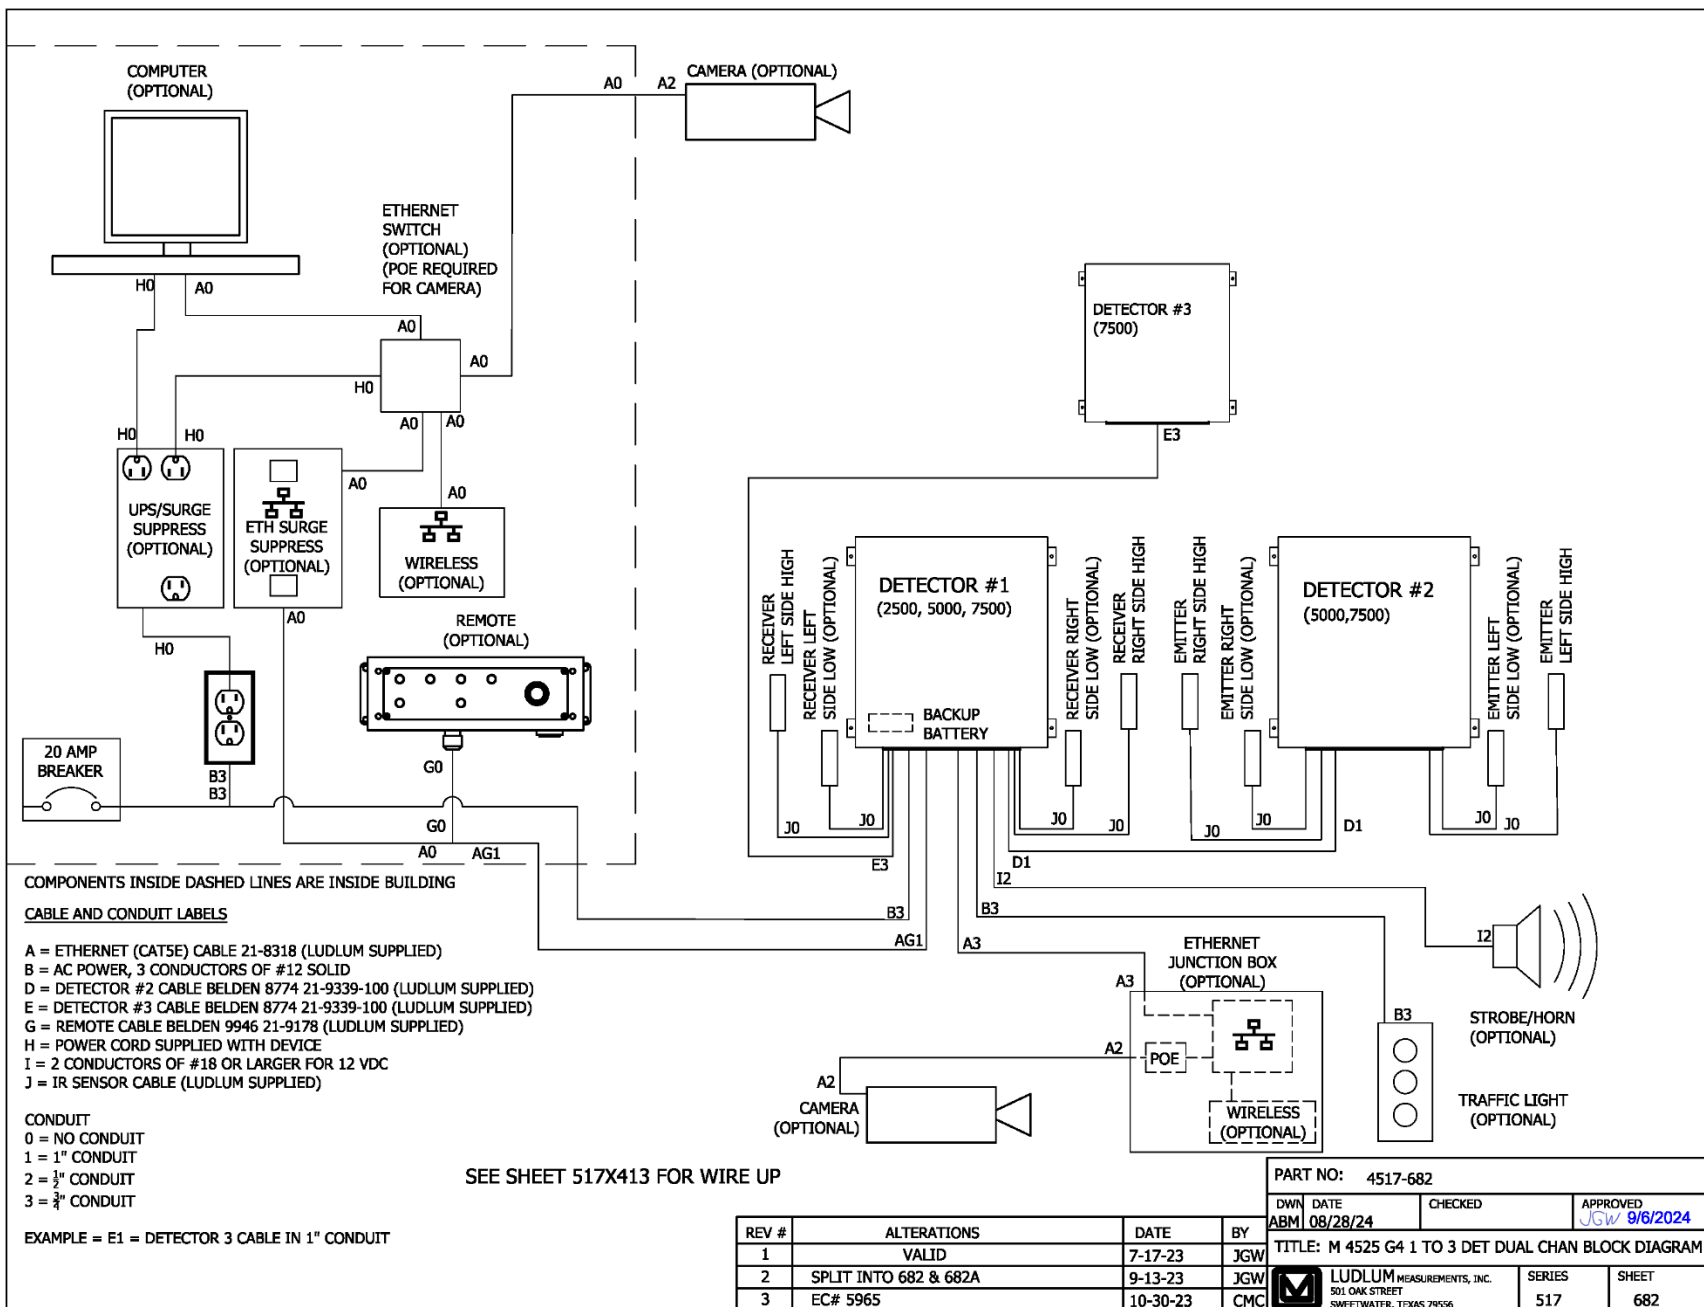 COMPUTER
(OPTIONAL)
A0
A2
CAMERA (OPTIONAL)
ETHERNET
SWITCH
(OPTIONAL)
(POE REQUIRED
FOR CAMERA)
H0
A0
A0
A0
H0
A0
A0
H0
H0
A0
A0
UPS/SURGE
SUPPRESS
(OPTIONAL)
ETH SURGE
SUPPRESS
(OPTIONAL)
WIRELESS
(OPTIONAL)
A0
H0
REMOTE
(OPTIONAL)
20 AMP
BREAKER
B3
B3
G0
G0
A0
AG1
DETECTOR #3
(7500)
E3
RECEIVER
LEFT SIDE HIGH
RECEIVER LEFT
SIDE LOW (OPTIONAL)
DETECTOR #1
(2500, 5000, 7500)
BACKUP
BATTERY
RECEIVER RIGHT
SIDE LOW (OPTIONAL)
RECEIVER
RIGHT SIDE HIGH
EMITTER
RIGHT SIDE HIGH
EMITTER RIGHT
SIDE LOW (OPTIONAL)
DETECTOR #2
(5000,7500)
EMITTER LEFT
SIDE LOW (OPTIONAL)
EMITTER
LEFT SIDE HIGH
J0
J0
J0
J0
J0
J0
D1
J0
J0
E3
D1
I2
B3
B3
AG1
A3
I2
COMPONENTS INSIDE DASHED LINES ARE INSIDE BUILDING
CABLE AND CONDUIT LABELS
A = ETHERNET (CAT5E) CABLE 21-8318 (LUDLUM SUPPLIED)
B = AC POWER, 3 CONDUCTORS OF #12 SOLID
D = DETECTOR #2 CABLE BELDEN 8774 21-9339-100 (LUDLUM SUPPLIED)
E = DETECTOR #3 CABLE BELDEN 8774 21-9339-100 (LUDLUM SUPPLIED)
G = REMOTE CABLE BELDEN 9946 21-9178 (LUDLUM SUPPLIED)
H = POWER CORD SUPPLIED WITH DEVICE
I = 2 CONDUCTORS OF #18 OR LARGER FOR 12 VDC
J = IR SENSOR CABLE (LUDLUM SUPPLIED)
CONDUIT
0 = NO CONDUIT
1 = 1" CONDUIT
2 = ½" CONDUIT
3 = ¾" CONDUIT
EXAMPLE = E1 = DETECTOR 3 CABLE IN 1" CONDUIT
ETHERNET
JUNCTION BOX
(OPTIONAL)
A3
A2
POE
A2
CAMERA
(OPTIONAL)
WIRELESS
(OPTIONAL)
B3
STROBE/HORN
(OPTIONAL)
TRAFFIC LIGHT
(OPTIONAL)
SEE SHEET 517X413 FOR WIRE UP
REV # ALTERATIONS DATE BY
1 VALID 7-17-23 JGW
2 SPLIT INTO 682 & 682A 9-13-23 JGW
3 EC# 5965 10-30-23 CMC
PART NO: 4517-682
DWN DATE CHECKED APPROVED
ABM 08/28/24 JGW 9/6/2024
TITLE: M 4525 G4 1 TO 3 DET DUAL CHAN BLOCK DIAGRAM
LUDLUM MEASUREMENTS, INC.
501 OAK STREET
SWEETWATER, TEXAS 79556
SERIES SHEET
517 682